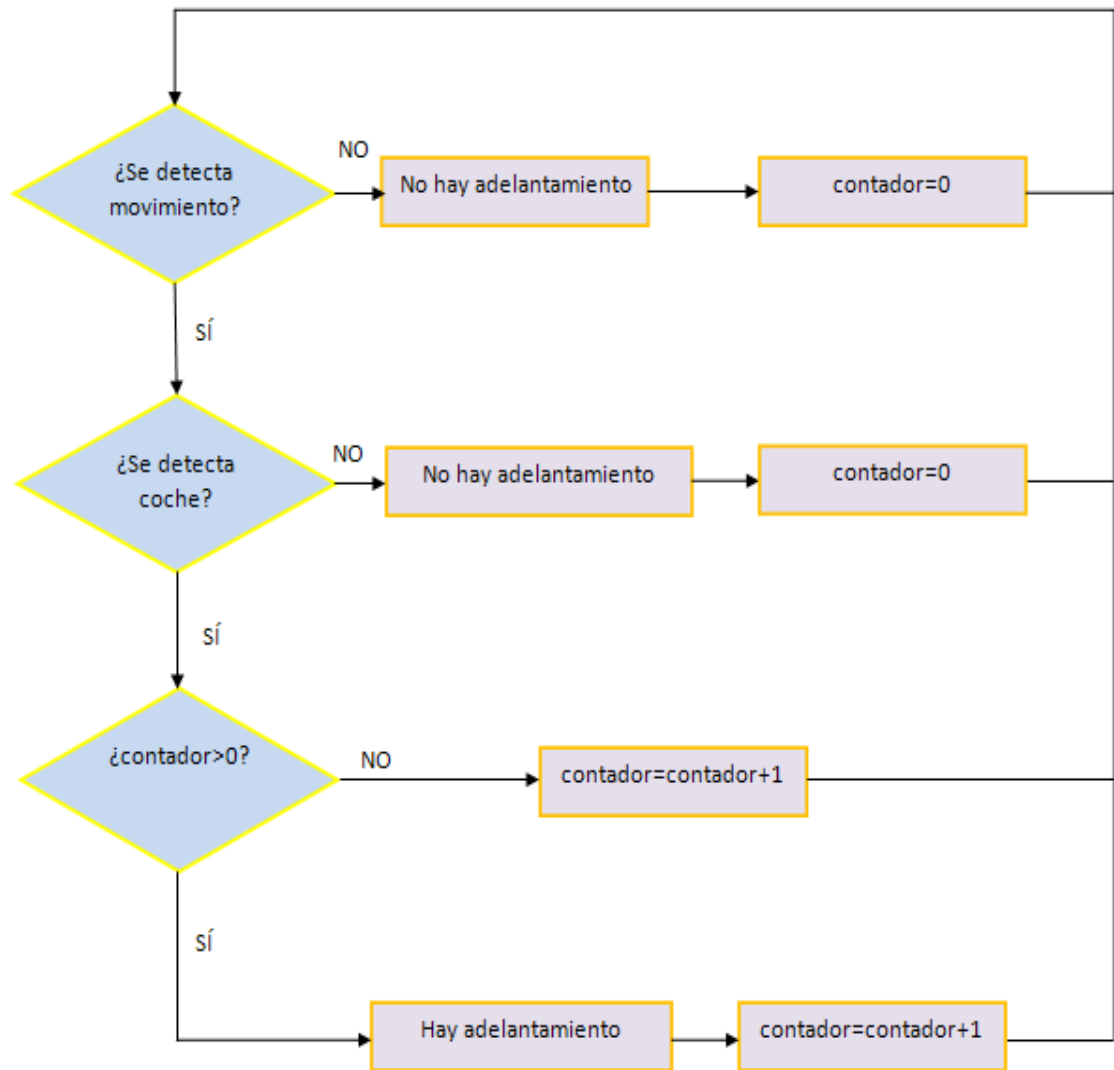 ¿Se detecta
movimiento?
NO
No hay adelantamiento
contador=0
SÍ
¿Se detecta
coche?
NO
No hay adelantamiento
contador=0
SÍ
¿contador>0?
NO
contador=contador+1
SÍ
Hay adelantamiento
contador=contador+1